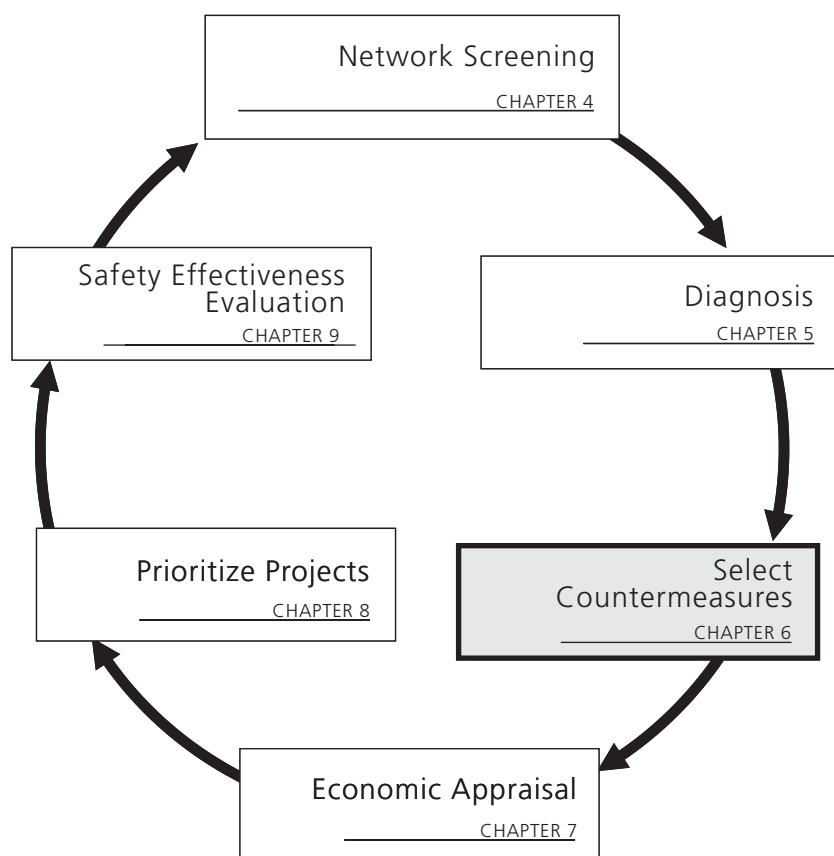 Network Screening
CHAPTER 4
Diagnosis
CHAPTER 5
Select
Countermeasures
CHAPTER 6
Economic Appraisal
CHAPTER 7
Prioritize Projects
CHAPTER 8
Safety Effectiveness
Evaluation
CHAPTER 9